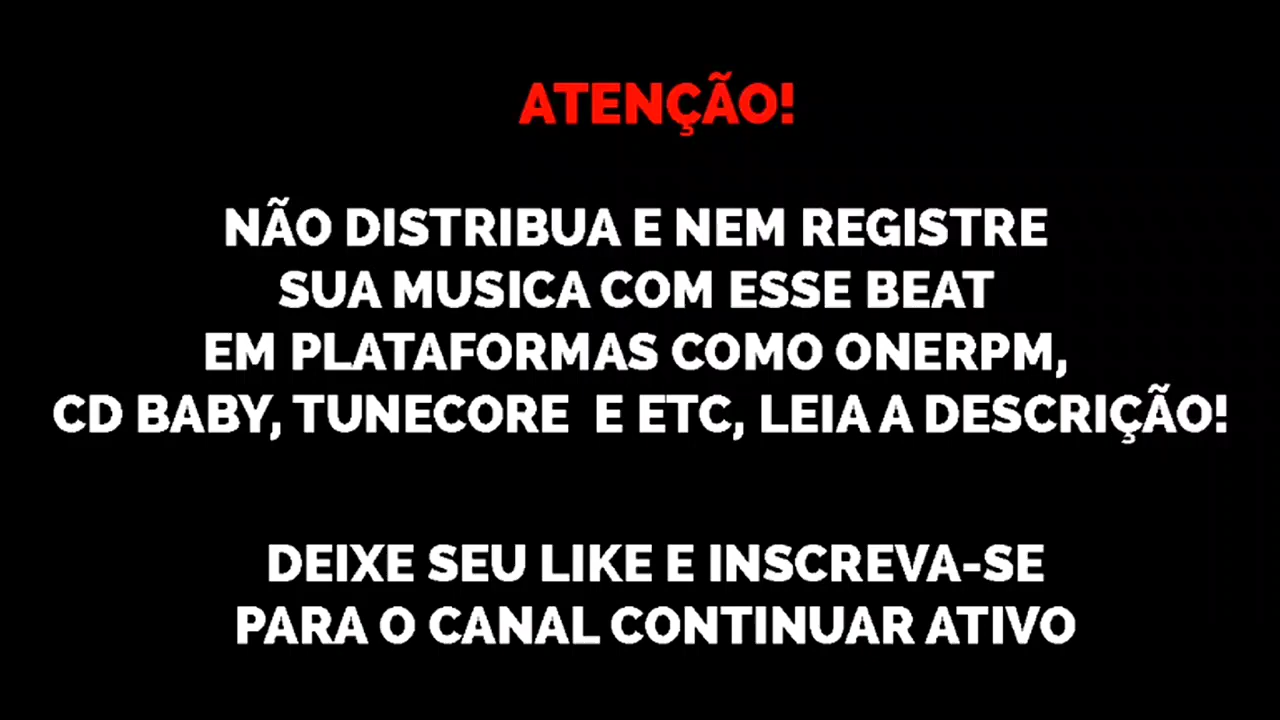 ATENÇÃO!
NÃO DISTRIBUA E NEM REGISTRE
SUA MUSICA COM ESSE BEAT
EM PLATAFORMAS COMO ONERPM,
CD BABY, TUNECORE E ETC, LEIA A DESCRIÇÃO!
DEIXE SEU LIKE E INSCREVA-SE
PARA O CANAL CONTINUAR ATIVO